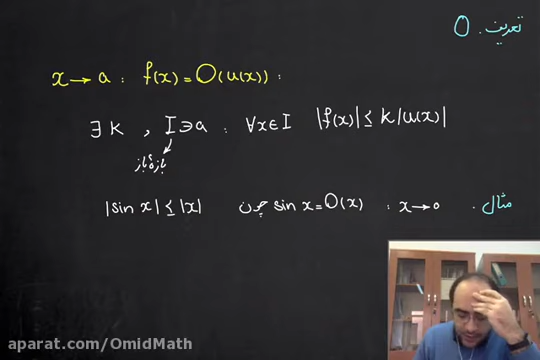 تعریف. O
x → a : f(x) = O(u(x)) :
∃ K , I ∋ a : ∀x ∈ I |f(x)| ≤ K|u(x)|
بازه‌ٔ باز
مثال. x → 0 : sin x = O(x) چون |sin x| ≤ |x|
aparat.com/OmidMath